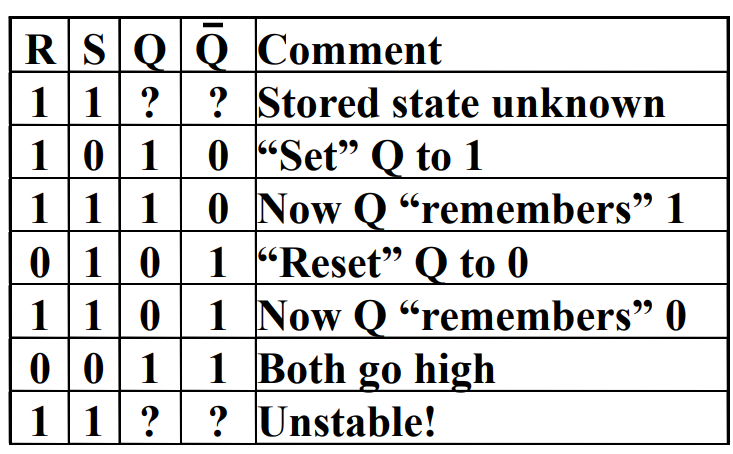 R S Q Q̅ Comment
1 1 ? ? Stored state unknown
1 0 1 0 “Set” Q to 1
1 1 1 0 Now Q “remembers” 1
0 1 0 1 “Reset” Q to 0
1 1 0 1 Now Q “remembers” 0
0 0 1 1 Both go high
1 1 ? ? Unstable!